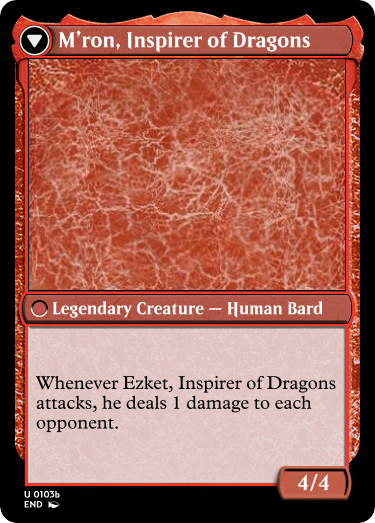 M'ron, Inspirer of Dragons
Legendary Creature — Human Bard
Whenever Ezket, Inspirer of Dragons
attacks, he deals 1 damage to each
opponent.
4/4
U 0103b
END